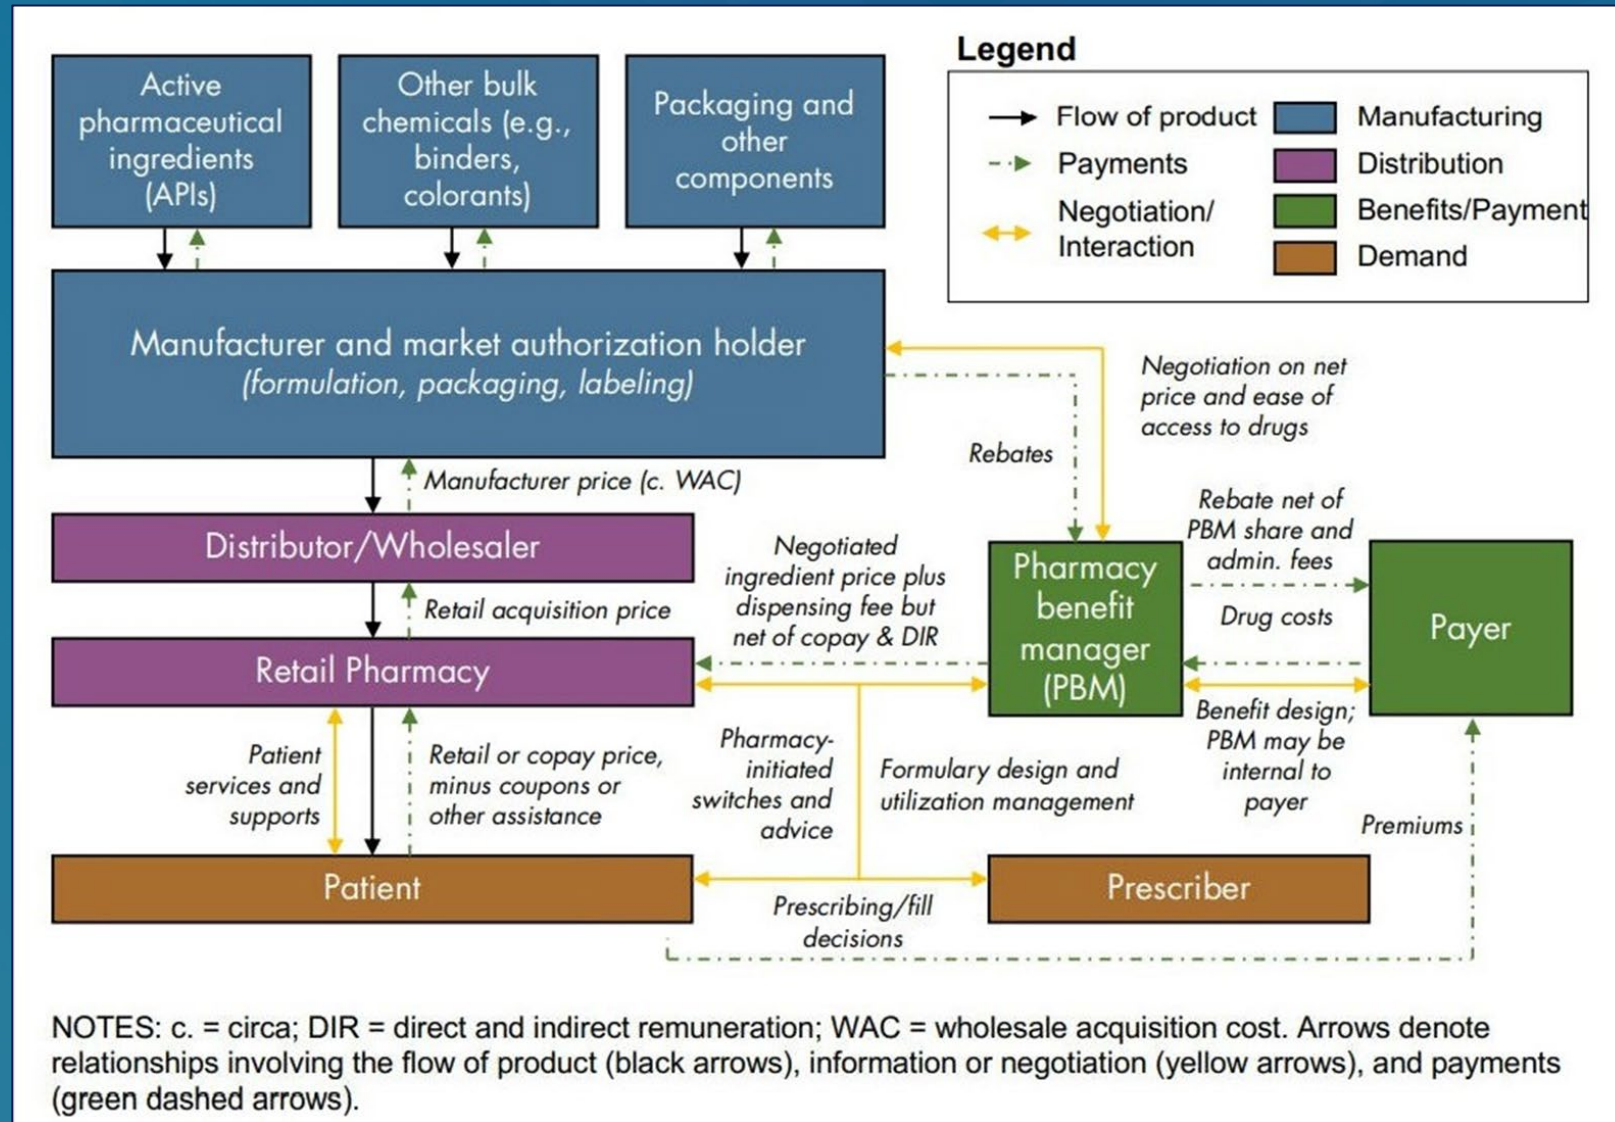 Active
pharmaceutical
ingredients
(APIs)
Other bulk
chemicals (e.g.,
binders,
colorants)
Packaging and
other
components
Legend
Flow of product
Payments
Negotiation/
Interaction
Manufacturing
Distribution
Benefits/Payment
Demand
Manufacturer and market authorization holder
(formulation, packaging, labeling)
Negotiation on net
price and ease of
access to drugs
Rebates
Manufacturer price (c. WAC)
Distributor/Wholesaler
Retail acquisition price
Retail Pharmacy
Negotiated
ingredient price plus
dispensing fee but
net of copay & DIR
Pharmacy
benefit
manager
(PBM)
Rebate net of
PBM share and
admin. fees
Drug costs
Payer
Benefit design;
PBM may be
internal to
payer
Premiums
Patient
services and
supports
Retail or copay price,
minus coupons or
other assistance
Pharmacy-
initiated
switches and
advice
Formulary design and
utilization management
Patient
Prescriber
Prescribing/fill
decisions
NOTES: c. = circa; DIR = direct and indirect remuneration; WAC = wholesale acquisition cost. Arrows denote
relationships involving the flow of product (black arrows), information or negotiation (yellow arrows), and payments
(green dashed arrows).